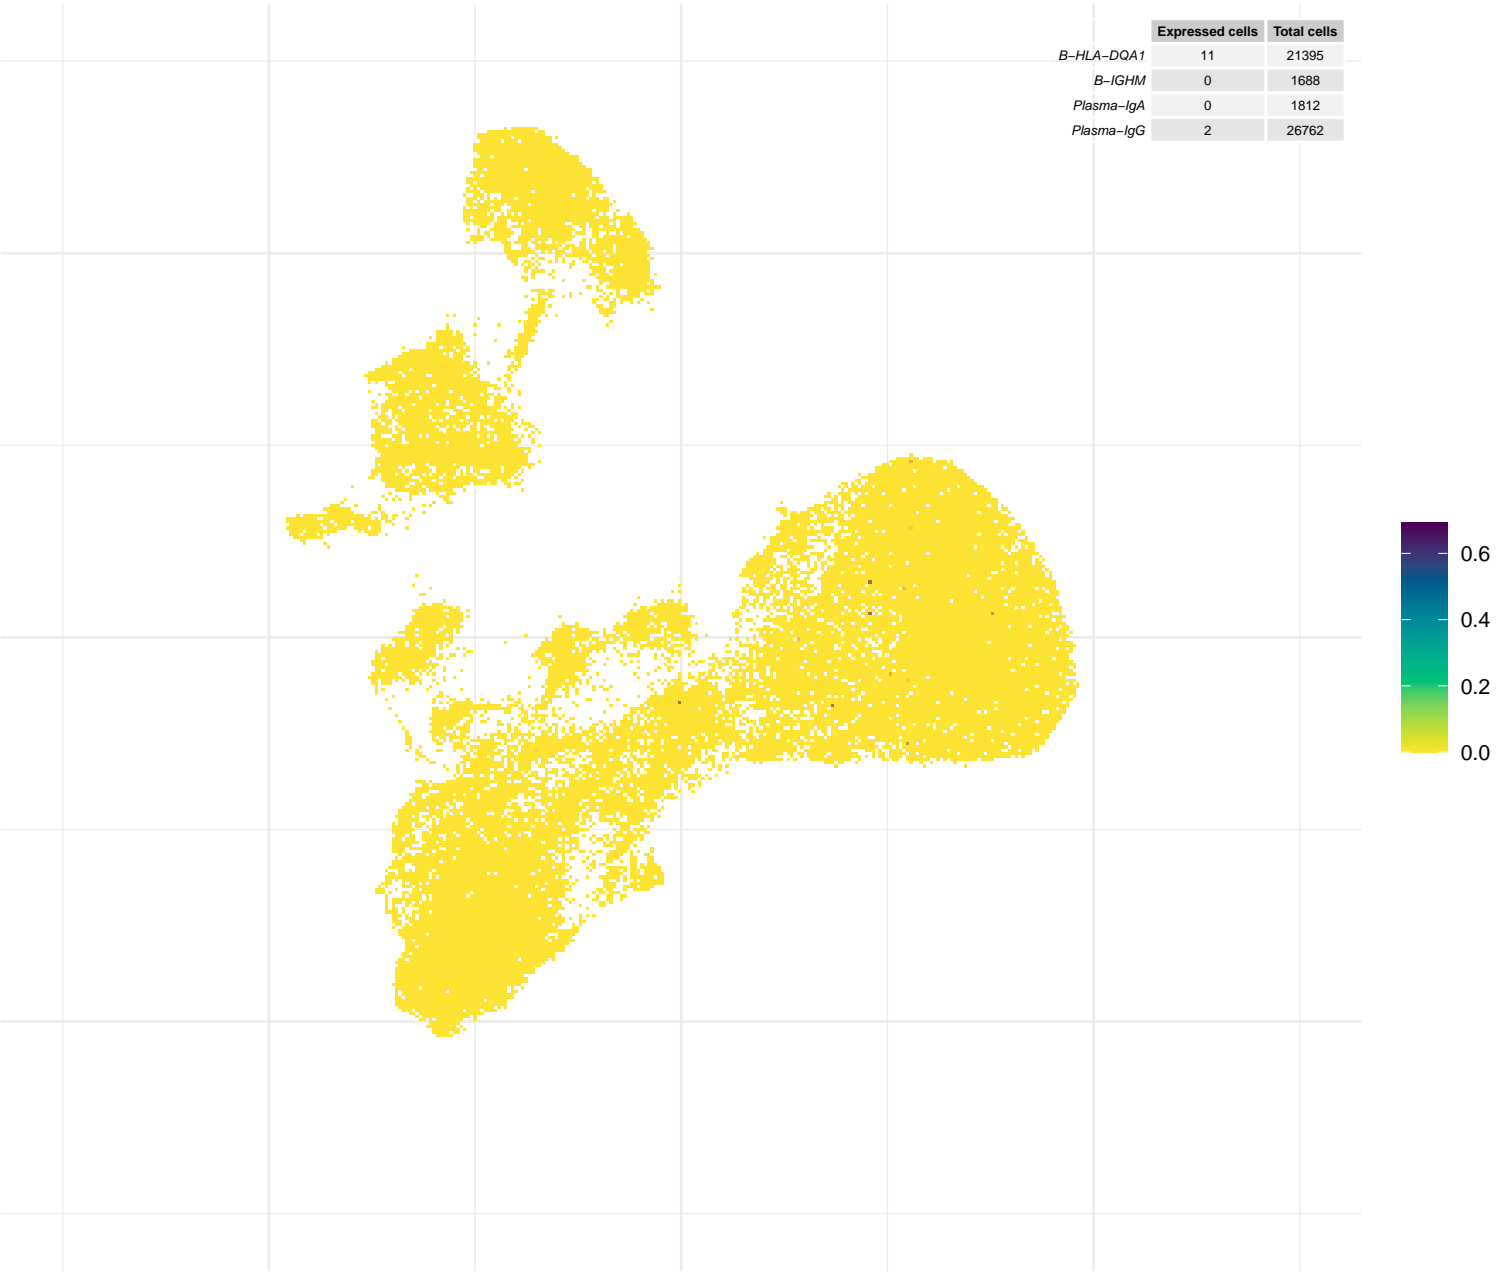 Expressed cells Total cells
B−HLA−DQA1 11 21395
B−IGHM 0 1688
Plasma−IgA 0 1812
Plasma−IgG 2 26762
0.6
0.4
0.2
0.0